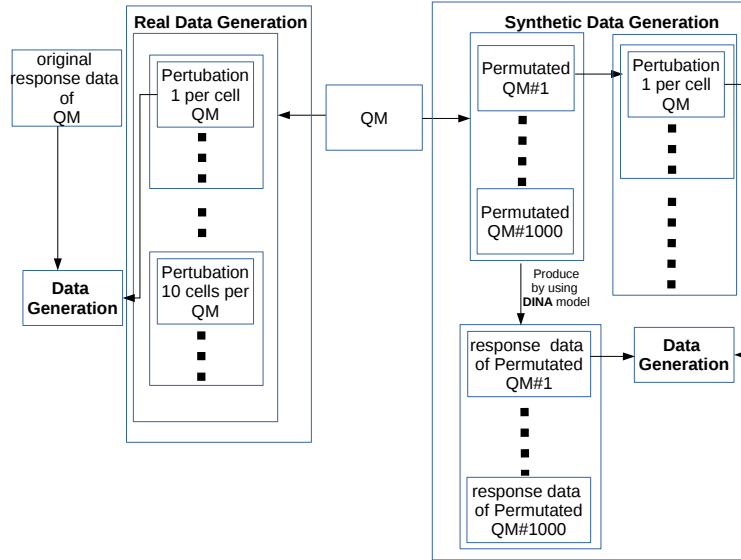 Real Data Generation
original
response data
of
QM
Pertubation
1 per cell
QM
Pertubation
10 cells per
QM
Data
Generation
QM
Synthetic Data Generation
Permutated
QM#1
Permutated
QM#1000
Pertubation
1 per cell
QM
Produce
by using
DINA model
response data
of Permutated
QM#1
response data
of Permutated
QM#1000
Data
Generation